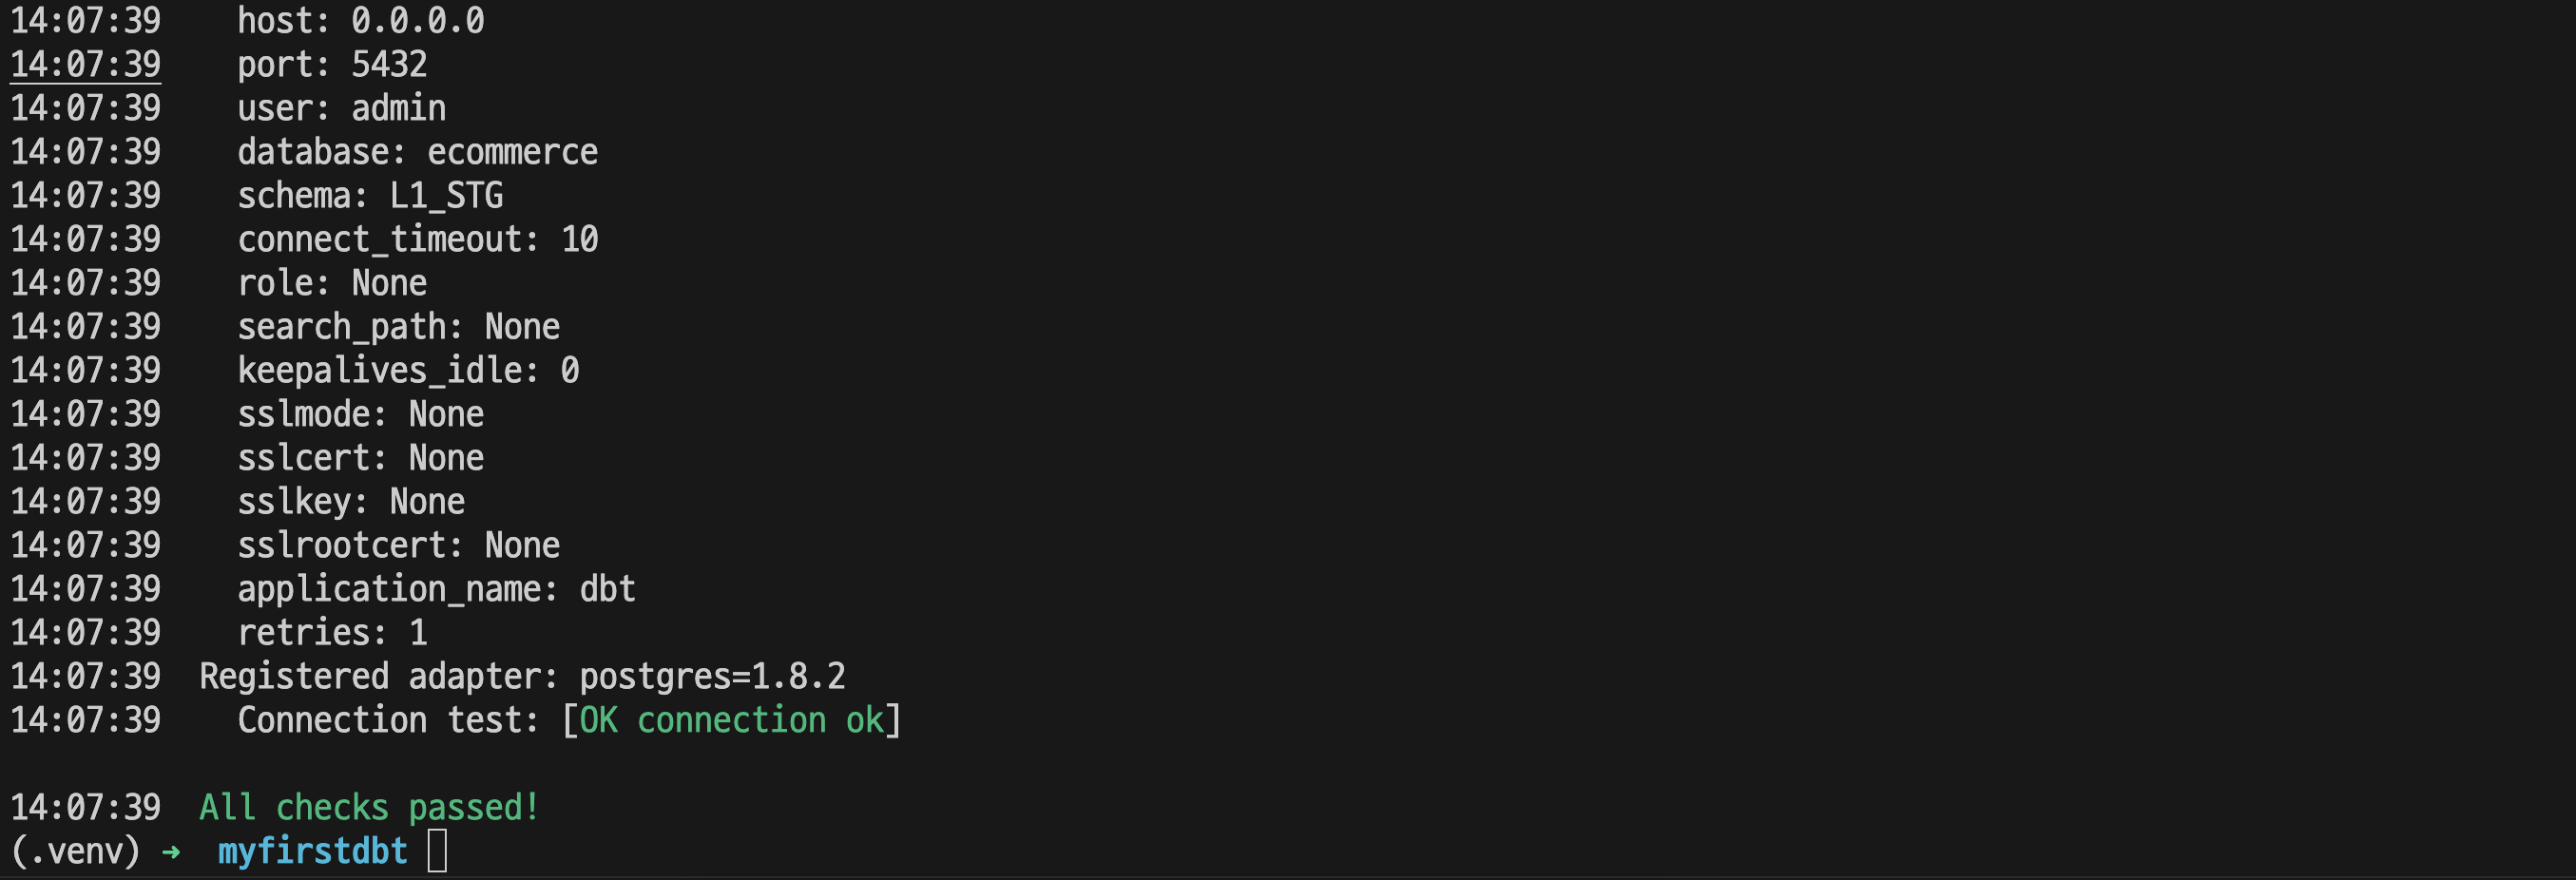 14:07:39    host: 0.0.0.0
14:07:39    port: 5432
14:07:39    user: admin
14:07:39    database: ecommerce
14:07:39    schema: L1_STG
14:07:39    connect_timeout: 10
14:07:39    role: None
14:07:39    search_path: None
14:07:39    keepalives_idle: 0
14:07:39    sslmode: None
14:07:39    sslcert: None
14:07:39    sslkey: None
14:07:39    sslrootcert: None
14:07:39    application_name: dbt
14:07:39    retries: 1
14:07:39  Registered adapter: postgres=1.8.2
14:07:39    Connection test: [OK connection ok]
14:07:39  All checks passed!
(.venv) ➜  myfirstdbt